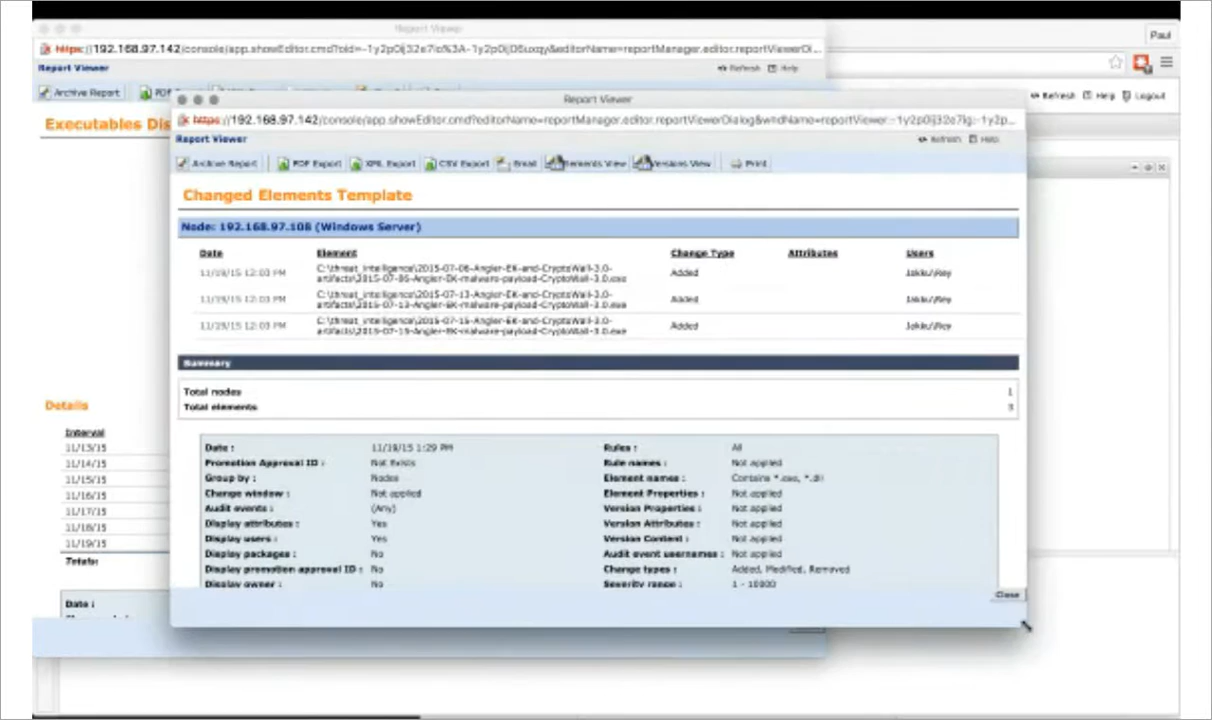 Report Viewer
Paul
https://192.168.97.142/console/app.showEditor.cmd?oid=-1y2p0ij32e7lo%3A-1y2p0ij06uxqy&editorName=reportManager.editor.reportViewerDi...
Report Viewer
Refresh Help
Archive Report PDF
Refresh Help Logout
Executables Dis
Report Viewer
https://192.168.97.142/console/app.showEditor.cmd?editorName=reportManager.editor.reportViewerDialog&wndName=reportViewer:-1y2p0ij32e7lg:-1y2p...
Report Viewer
Refresh Help
Archive Report PDF Export XML Export CSV Export Email Elements View Versions View Print
Changed Elements Template
Node: 192.168.97.108 (Windows Server)
Date Element Change Type Attributes Users
11/19/15 12:03 PM C:\threat_intelligence\2015-07-06-Angler-EK-and-CryptoWall-3.0-
artifacts\2015-07-06-Angler-EK-malware-payload-CryptoWall-3.0.exe Added
11/19/15 12:03 PM C:\threat_intelligence\2015-07-13-Angler-EK-and-CryptoWall-3.0-
artifacts\2015-07-13-Angler-EK-malware-payload-CryptoWall-3.0.exe Added
11/19/15 12:03 PM C:\threat_intelligence\2015-07-15-Angler-EK-and-CryptoWall-3.0-
artifacts\2015-07-15-Angler-EK-malware-payload-CryptoWall-3.0.exe Added
Summary
Total nodes 1
Total elements 3
Date : 11/19/15 1:29 PM Rules : All
Promotion Approval ID : Not Exists Rule names : Not applied
Group by : Nodes Element names : Contains *.exe, *.dll
Change window : Not applied Element Properties : Not applied
Audit events : (Any) Version Properties : Not applied
Display attributes : Yes Version Attributes : Not applied
Display users : Yes Version Content : Not applied
Display packages : No Audit event usernames : Not applied
Display promotion approval ID : No Change types : Added, Modified, Removed
Display owner : No Severity range : 1 - 10000
Close
Details
Interval
11/13/15
11/14/15
11/15/15
11/16/15
11/17/15
11/18/15
11/19/15
Totals:
Date :